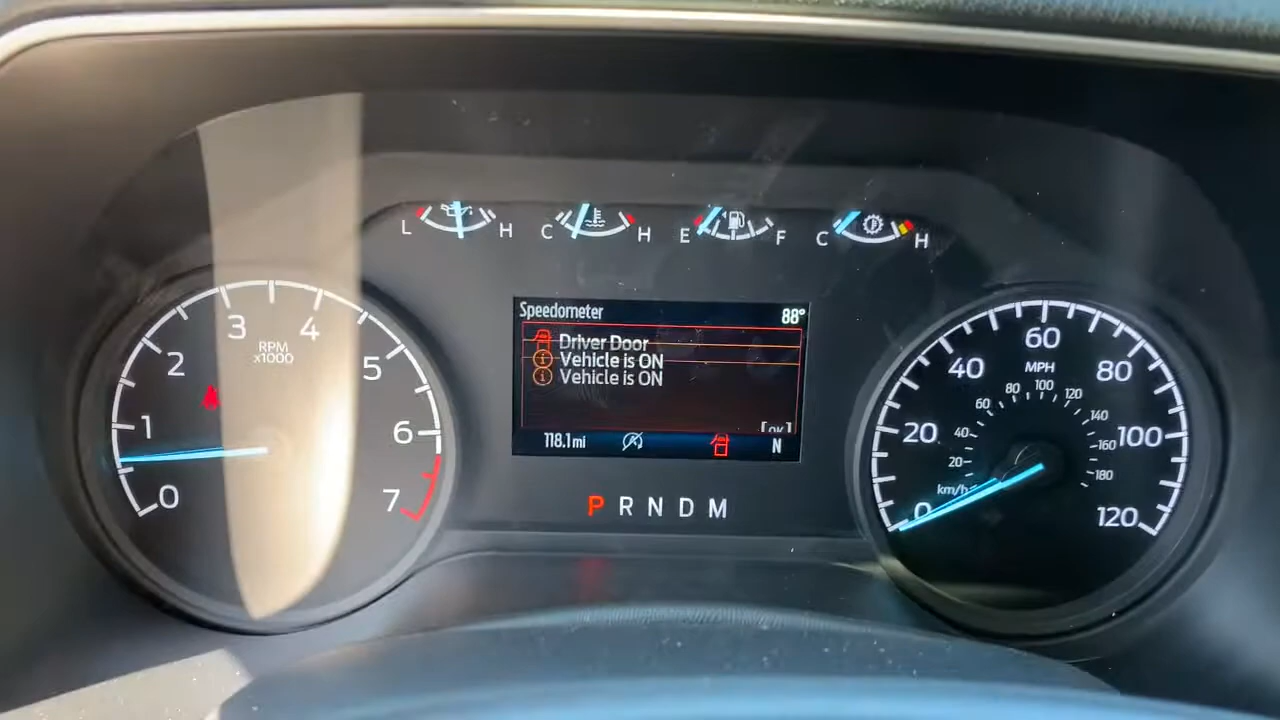 L H C H E F C H
Speedometer 88°
Driver Door
Vehicle is ON
Vehicle is ON
[OK]
118.1 mi N
P R N D M
0 1 2 3 4 5 6 7
RPM
x1000
0 20 40 60 80 100 120
MPH
20 40 60 80 100 120 140 160 180
km/h